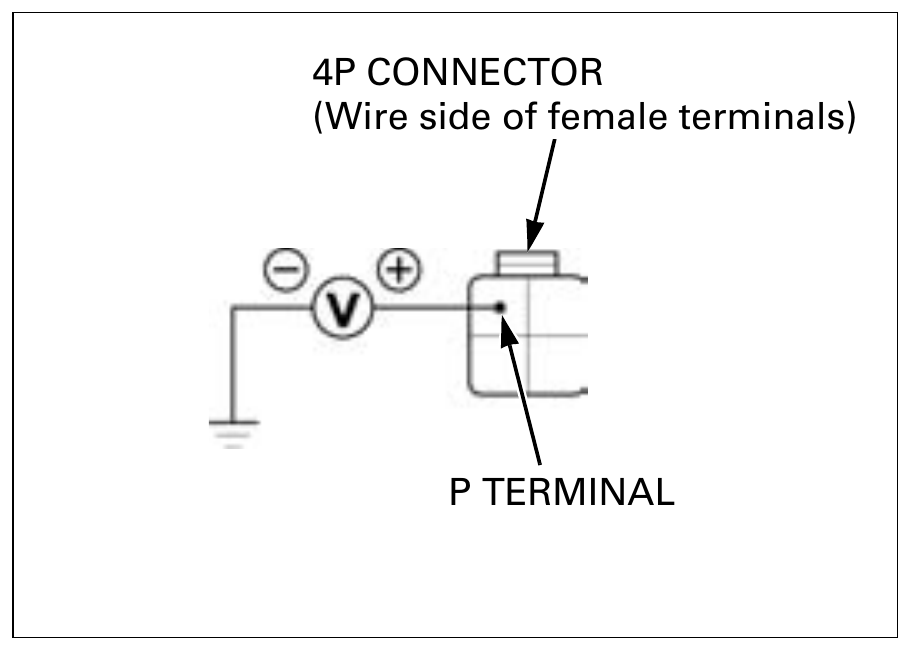 4P CONNECTOR
(Wire side of female terminals)
− +
V
P TERMINAL